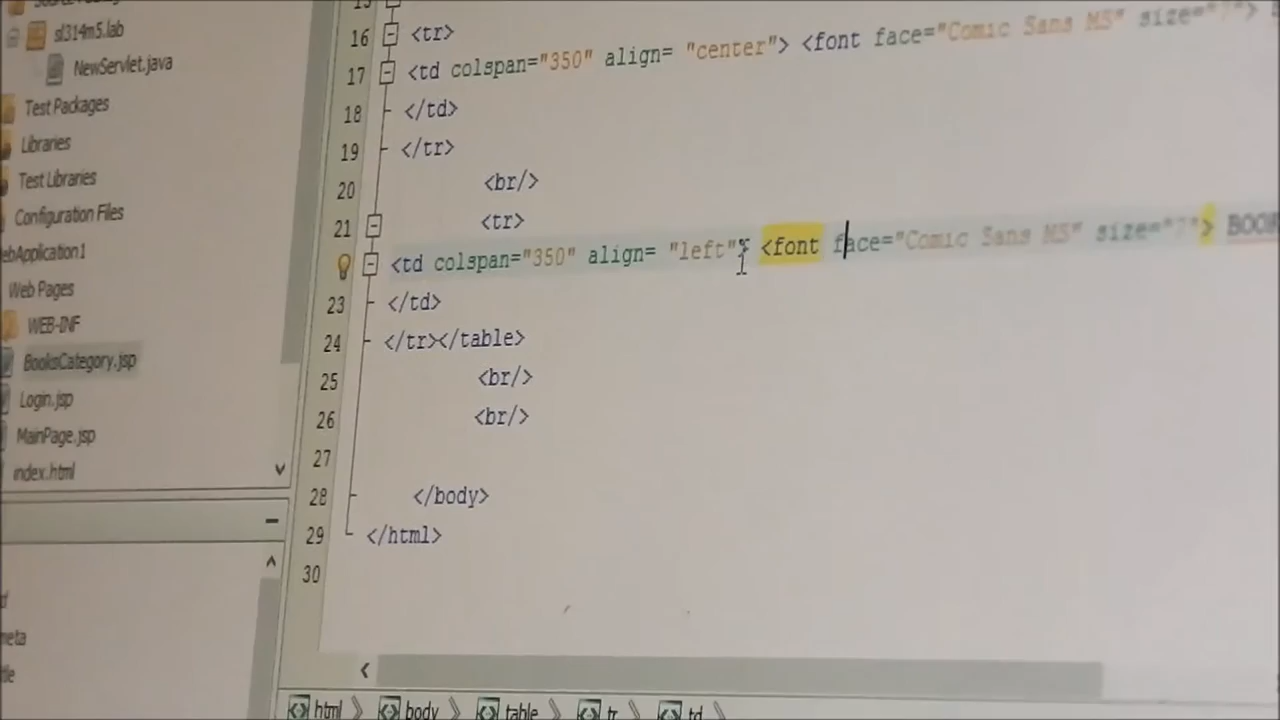 sl314m5.lab
NewServlet.java
Test Packages
Libraries
Test Libraries
Configuration Files
ebApplication1
Web Pages
WEB-INF
BooksCategory.jsp
Login.jsp
MainPage.jsp
index.html
16 <tr>
17 <td colspan="350" align= "center"> <font face="Comic Sans MS" size="7">
18 </td>
19 </tr>
20 <br/>
21 <tr>
<td colspan="350" align= "left"> <font face="Comic Sans MS" size="7"> BOOK
23 </td>
24 </tr></table>
25 <br/>
26 <br/>
27
28 </body>
29 </html>
30
html body table tr td